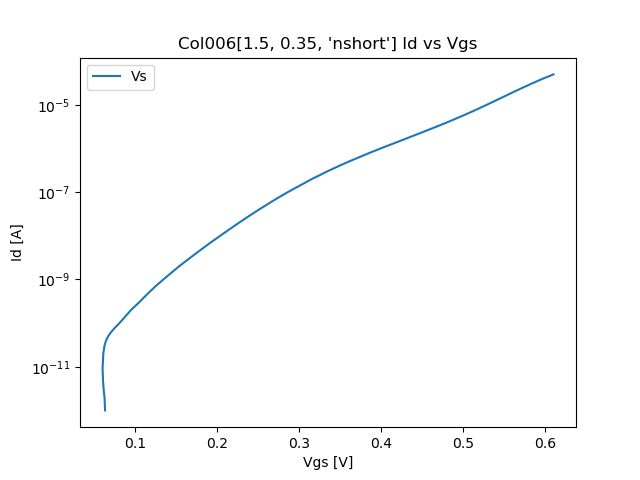 Col006[1.5, 0.35, 'nshort'] Id vs Vgs
Vs
Id [A]
10⁻⁵
10⁻⁷
10⁻⁹
10⁻¹¹
0.1 0.2 0.3 0.4 0.5 0.6
Vgs [V]